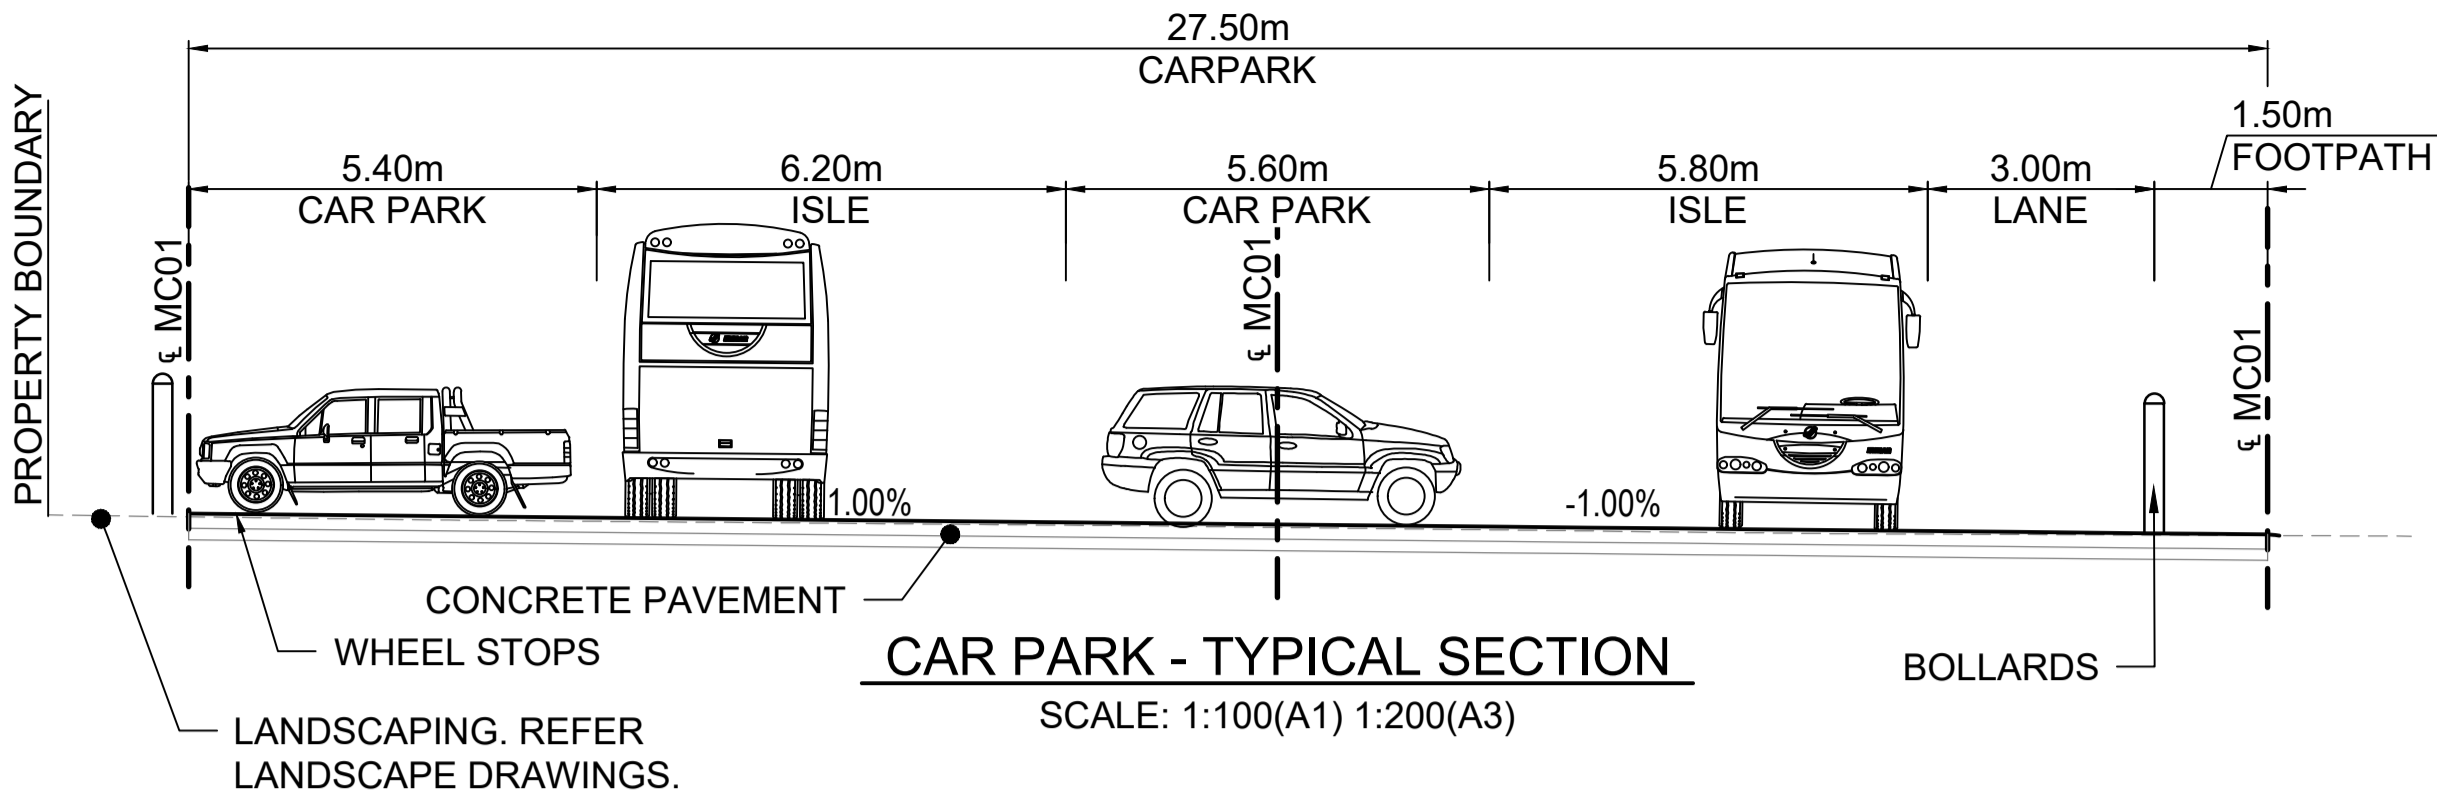 27.50m
CARPARK
PROPERTY BOUNDARY
1.50m
FOOTPATH
5.40m
CAR PARK
6.20m
ISLE
5.60m
CAR PARK
5.80m
ISLE
3.00m
LANE
℄ MC01
℄ MC01
℄ MC01
1.00%
-1.00%
CONCRETE PAVEMENT
WHEEL STOPS
BOLLARDS
LANDSCAPING. REFER
LANDSCAPE DRAWINGS.
CAR PARK - TYPICAL SECTION
SCALE: 1:100(A1) 1:200(A3)